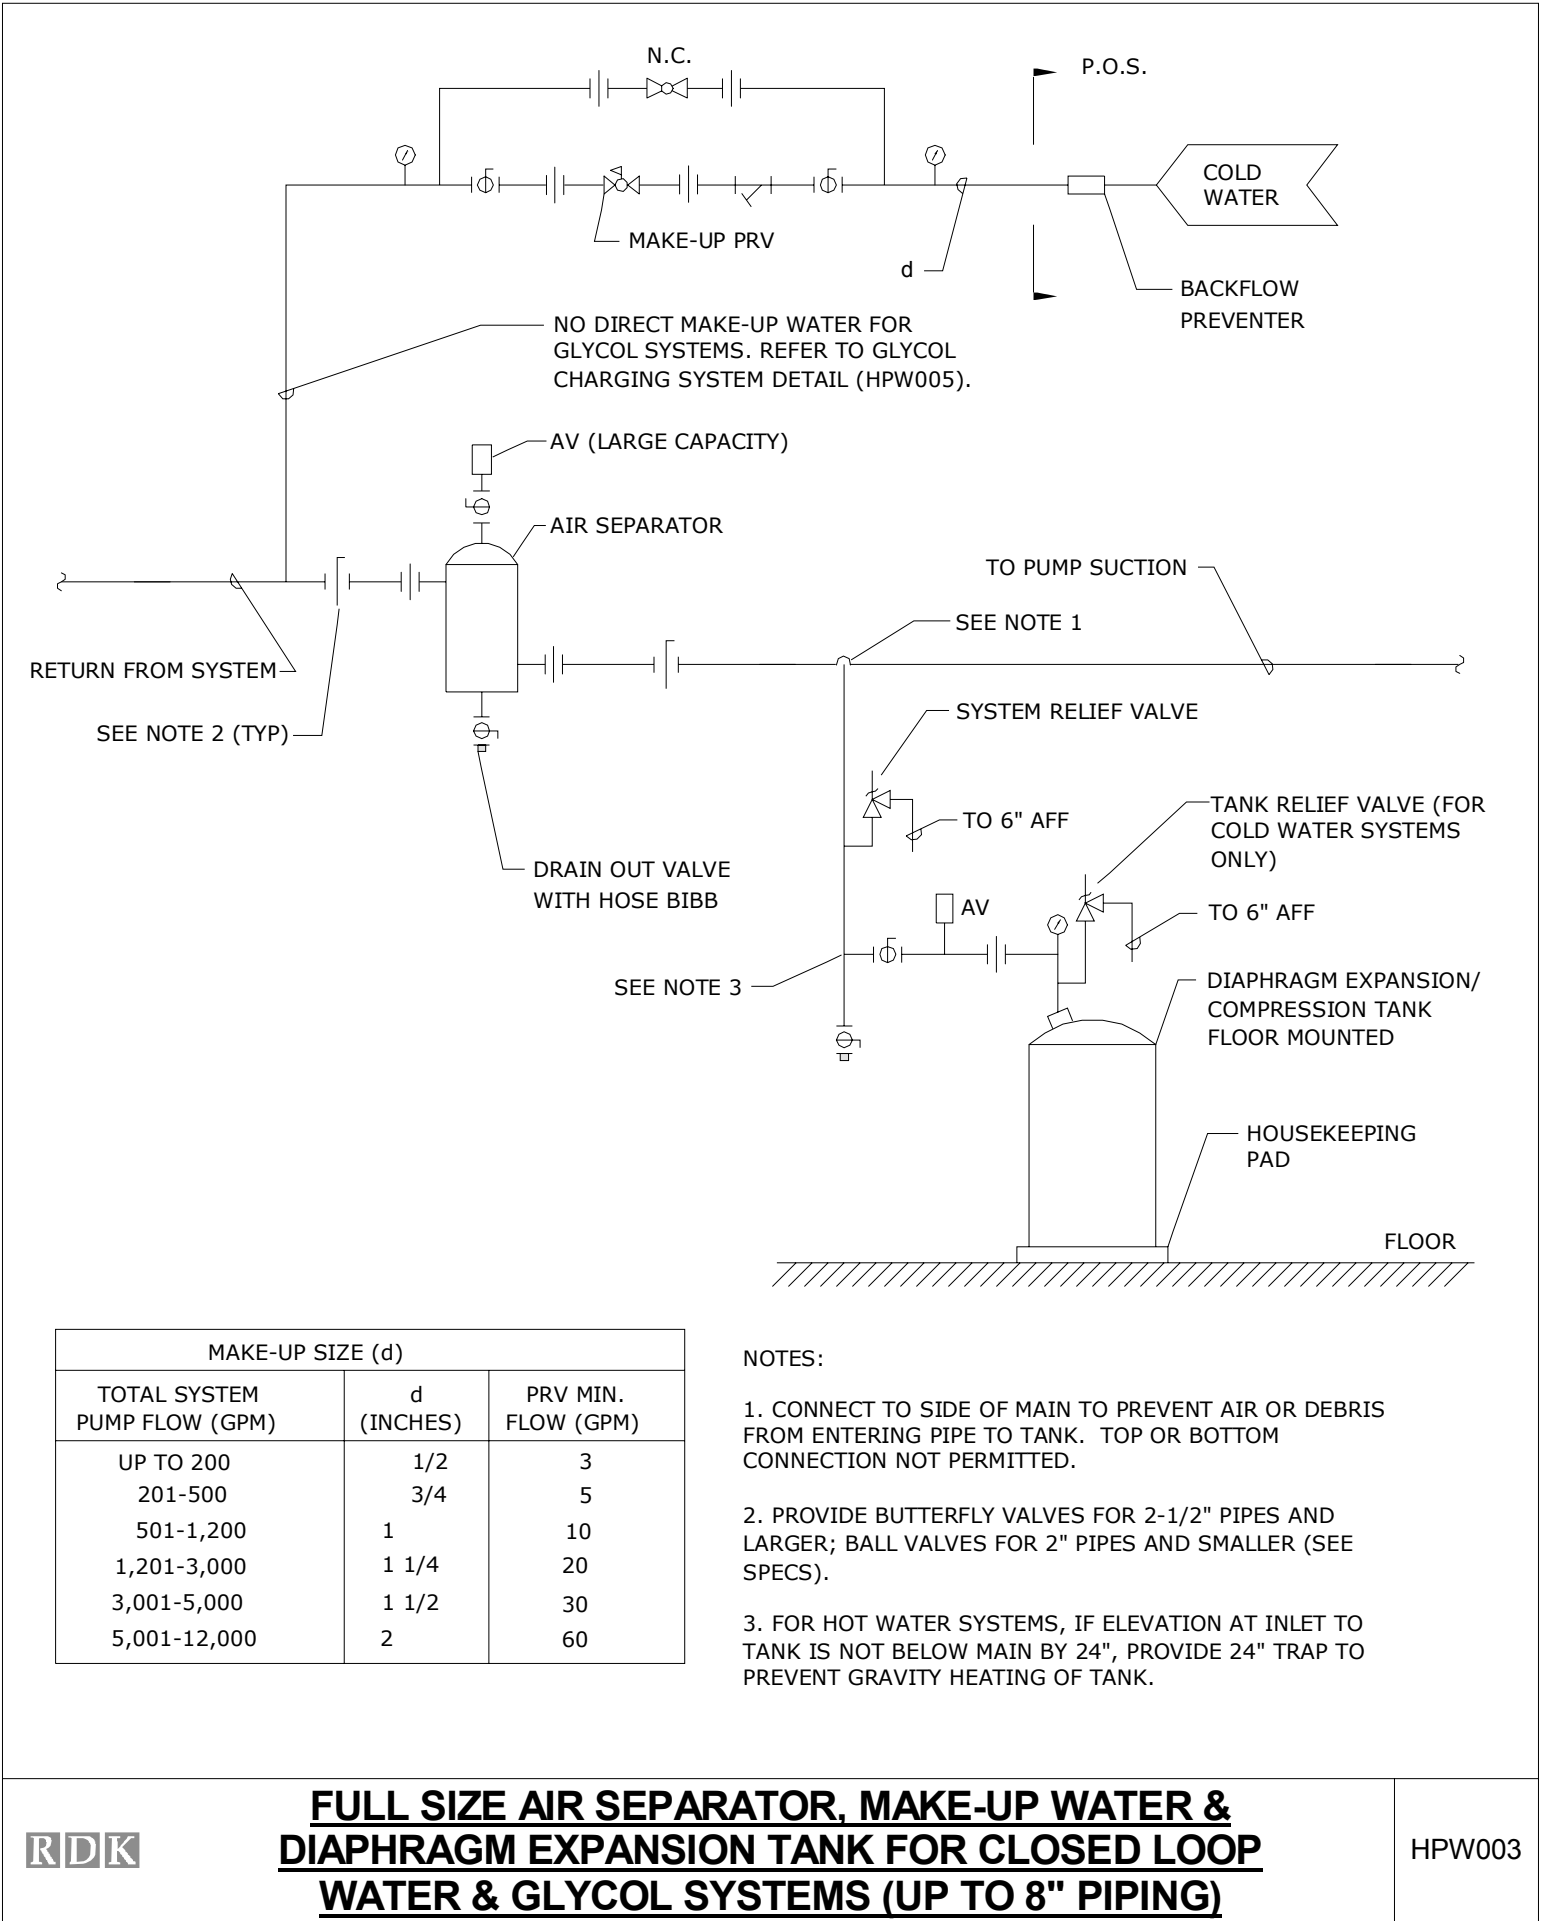 N.C.
P.O.S.
COLD
WATER
MAKE-UP PRV
d
BACKFLOW
PREVENTER
NO DIRECT MAKE-UP WATER FOR
GLYCOL SYSTEMS. REFER TO GLYCOL
CHARGING SYSTEM DETAIL (HPW005).
AV (LARGE CAPACITY)
AIR SEPARATOR
TO PUMP SUCTION
SEE NOTE 1
RETURN FROM SYSTEM
SEE NOTE 2 (TYP)
SYSTEM RELIEF VALVE
TO 6" AFF
TANK RELIEF VALVE (FOR
COLD WATER SYSTEMS
ONLY)
DRAIN OUT VALVE
WITH HOSE BIBB
AV
TO 6" AFF
SEE NOTE 3
DIAPHRAGM EXPANSION/
COMPRESSION TANK
FLOOR MOUNTED
HOUSEKEEPING
PAD
FLOOR
MAKE-UP SIZE (d)
TOTAL SYSTEM d PRV MIN.
PUMP FLOW (GPM) (INCHES) FLOW (GPM)
UP TO 200 1/2 3
201-500 3/4 5
501-1,200 1 10
1,201-3,000 1 1/4 20
3,001-5,000 1 1/2 30
5,001-12,000 2 60
NOTES:
1. CONNECT TO SIDE OF MAIN TO PREVENT AIR OR DEBRIS
FROM ENTERING PIPE TO TANK. TOP OR BOTTOM
CONNECTION NOT PERMITTED.
2. PROVIDE BUTTERFLY VALVES FOR 2-1/2" PIPES AND
LARGER; BALL VALVES FOR 2" PIPES AND SMALLER (SEE
SPECS).
3. FOR HOT WATER SYSTEMS, IF ELEVATION AT INLET TO
TANK IS NOT BELOW MAIN BY 24", PROVIDE 24" TRAP TO
PREVENT GRAVITY HEATING OF TANK.
RDK
FULL SIZE AIR SEPARATOR, MAKE-UP WATER &
DIAPHRAGM EXPANSION TANK FOR CLOSED LOOP
WATER & GLYCOL SYSTEMS (UP TO 8" PIPING)
HPW003